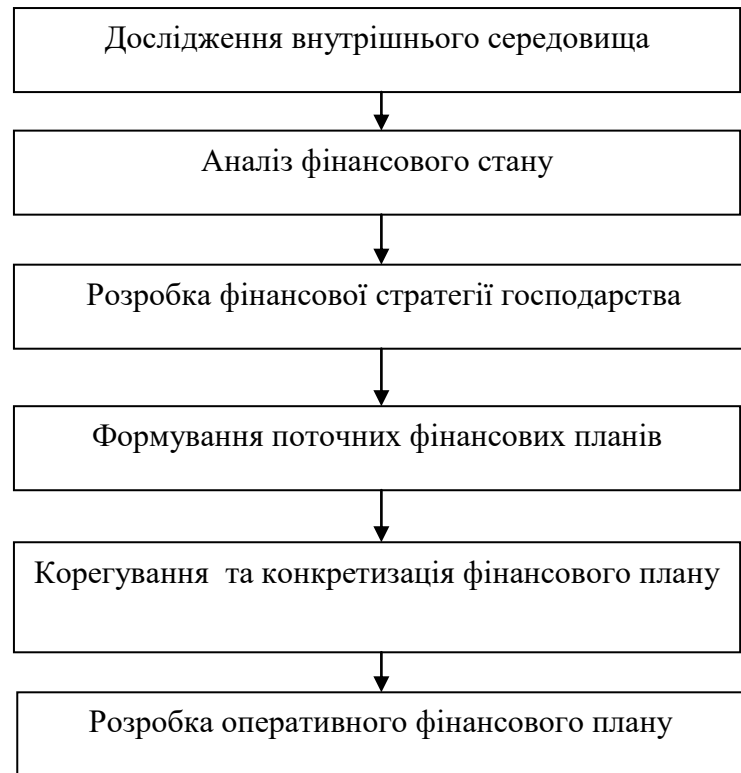 Дослідження внутрішнього середовища
Аналіз фінансового стану
Розробка фінансової стратегії господарства
Формування поточних фінансових планів
Корегування та конкретизація фінансового плану
Розробка оперативного фінансового плану